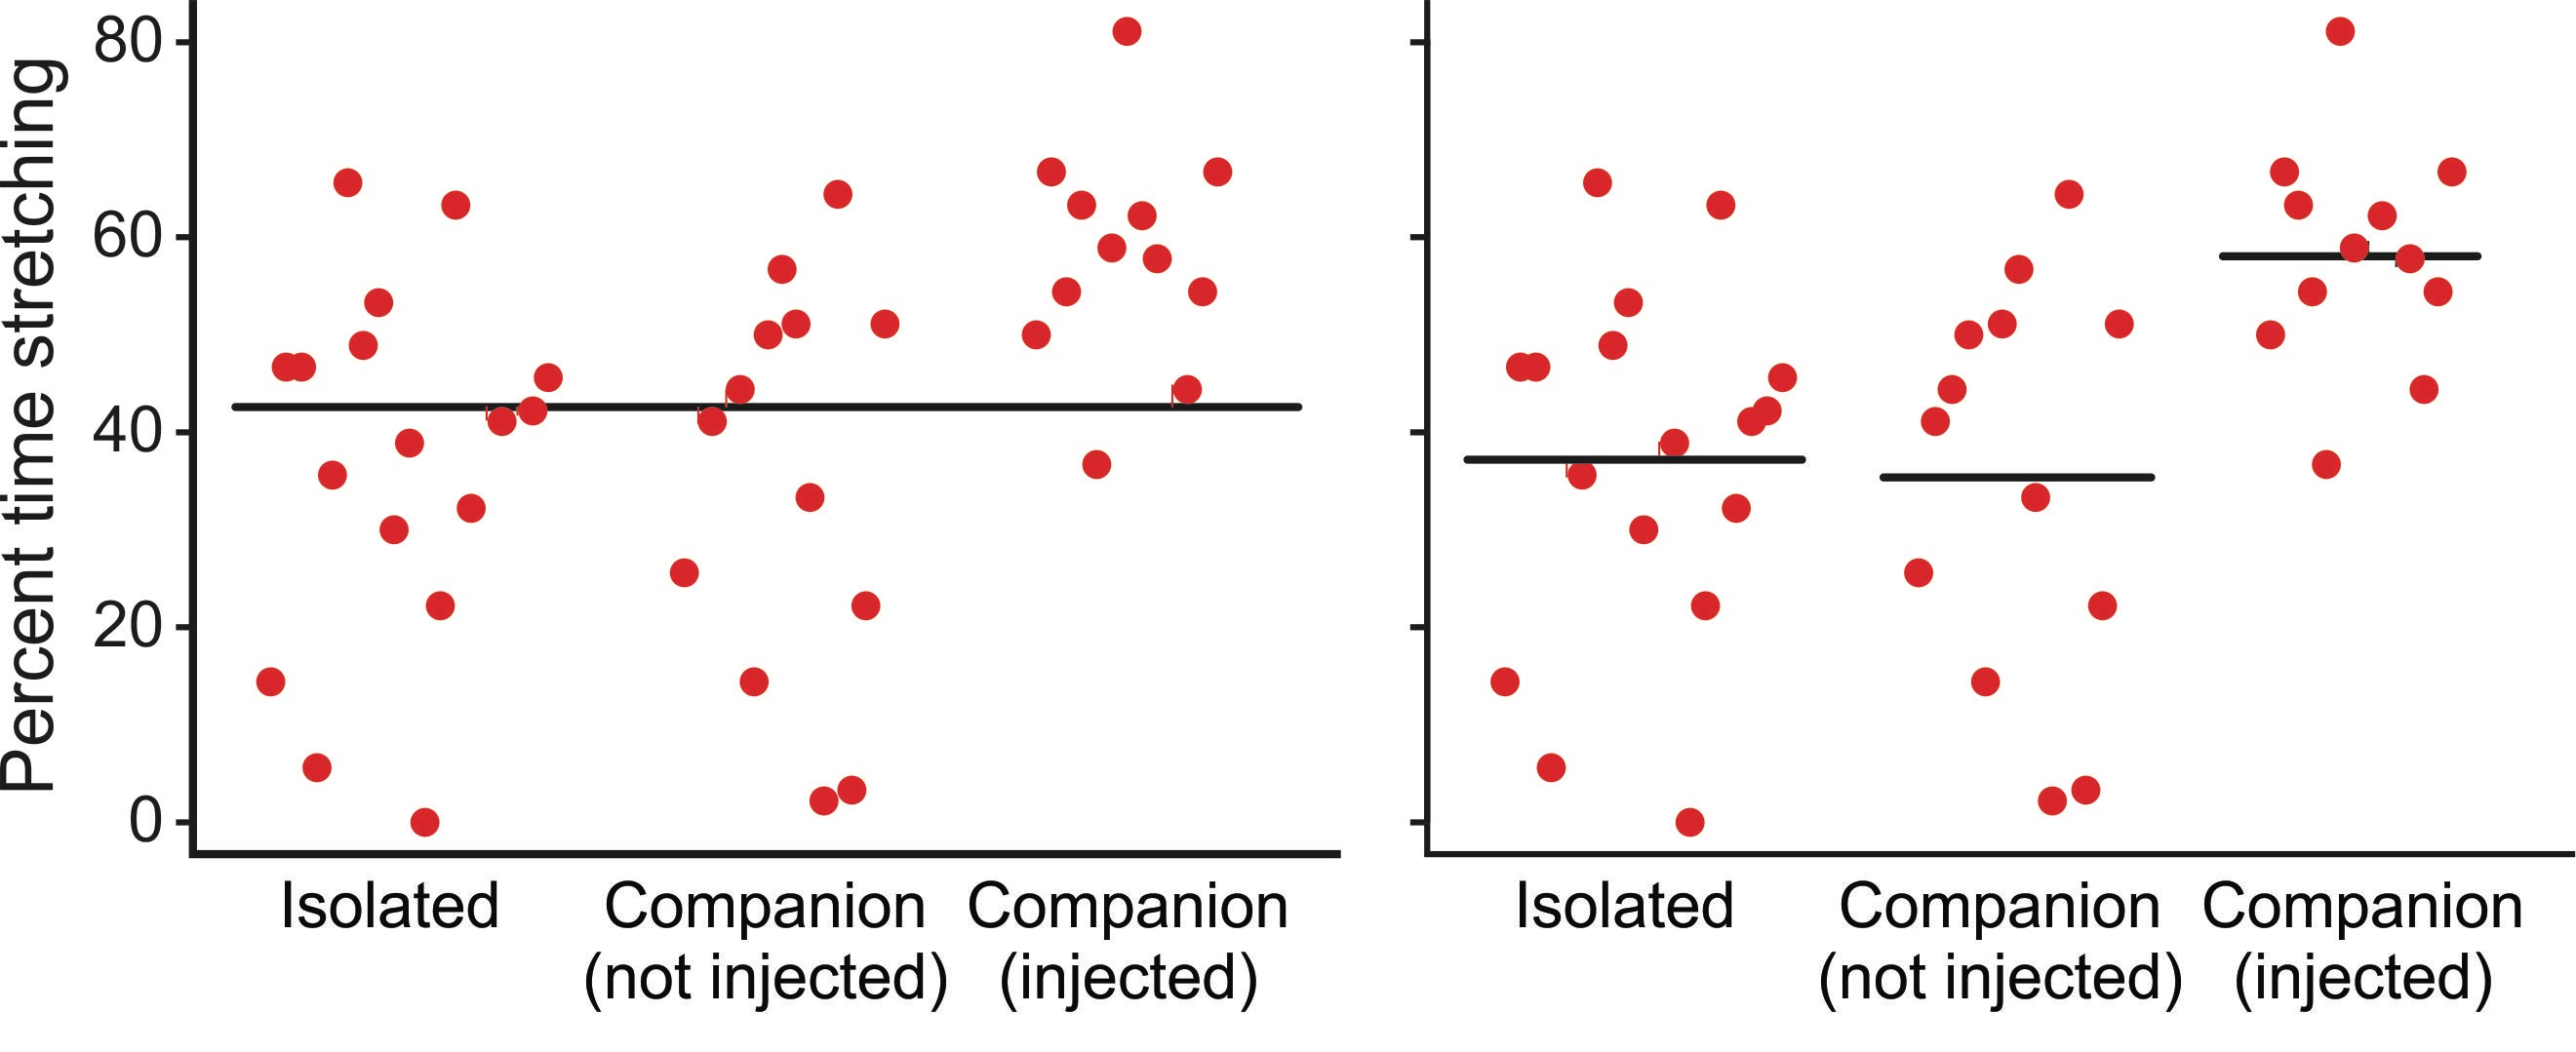 Percent time stretching
80
60
40
20
0
Isolated
Companion
(not injected)
Companion
(injected)
Isolated
Companion
(not injected)
Companion
(injected)